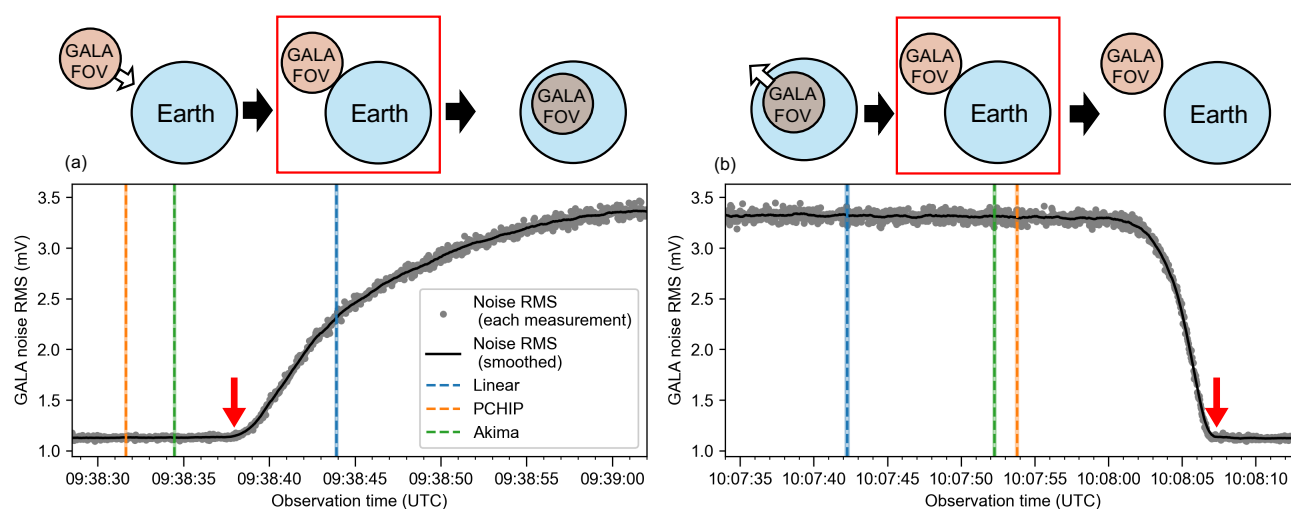 GALA
FOV
Earth
GALA
FOV
Earth
GALA
FOV
(a)
GALA noise RMS (mV)
3.5
3.0
2.5
2.0
1.5
1.0
Noise RMS
(each measurement)
Noise RMS
(smoothed)
Linear
PCHIP
Akima
09:38:30
09:38:35
09:38:40
09:38:45
09:38:50
09:38:55
09:39:00
Observation time (UTC)
GALA
FOV
GALA
FOV
Earth
GALA
FOV
Earth
(b)
GALA noise RMS (mV)
3.5
3.0
2.5
2.0
1.5
1.0
10:07:35
10:07:40
10:07:45
10:07:50
10:07:55
10:08:00
10:08:05
10:08:10
Observation time (UTC)